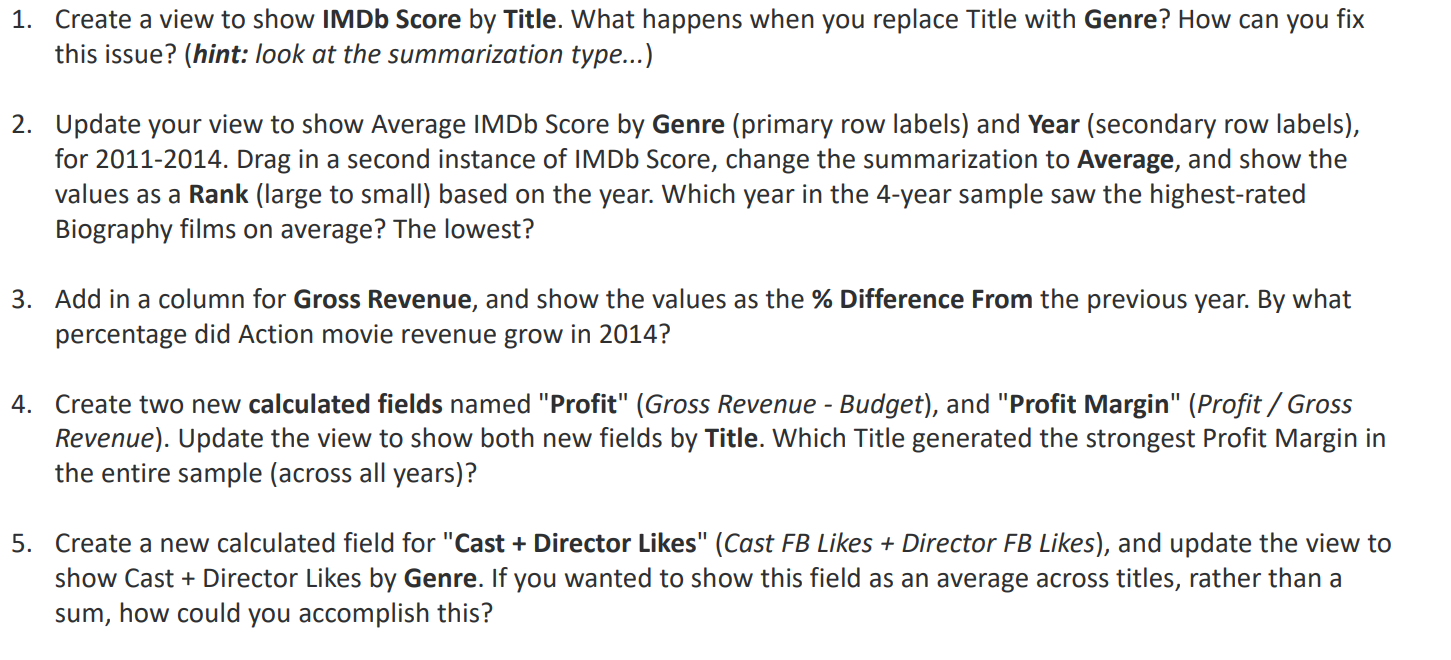 1. Create a view to show IMDb Score by Title. What happens when you replace Title with Genre? How can you fix
this issue? (hint: look at the summarization type...)
2. Update your view to show Average IMDb Score by Genre (primary row labels) and Year (secondary row labels),
for 2011-2014. Drag in a second instance of IMDb Score, change the summarization to Average, and show the
values as a Rank (large to small) based on the year. Which year in the 4-year sample saw the highest-rated
Biography films on average? The lowest?
3. Add in a column for Gross Revenue, and show the values as the % Difference From the previous year. By what
percentage did Action movie revenue grow in 2014?
4. Create two new calculated fields named "Profit" (Gross Revenue - Budget), and "Profit Margin" (Profit / Gross
Revenue). Update the view to show both new fields by Title. Which Title generated the strongest Profit Margin in
the entire sample (across all years)?
5. Create a new calculated field for "Cast + Director Likes" (Cast FB Likes + Director FB Likes), and update the view to
show Cast + Director Likes by Genre. If you wanted to show this field as an average across titles, rather than a
sum, how could you accomplish this?